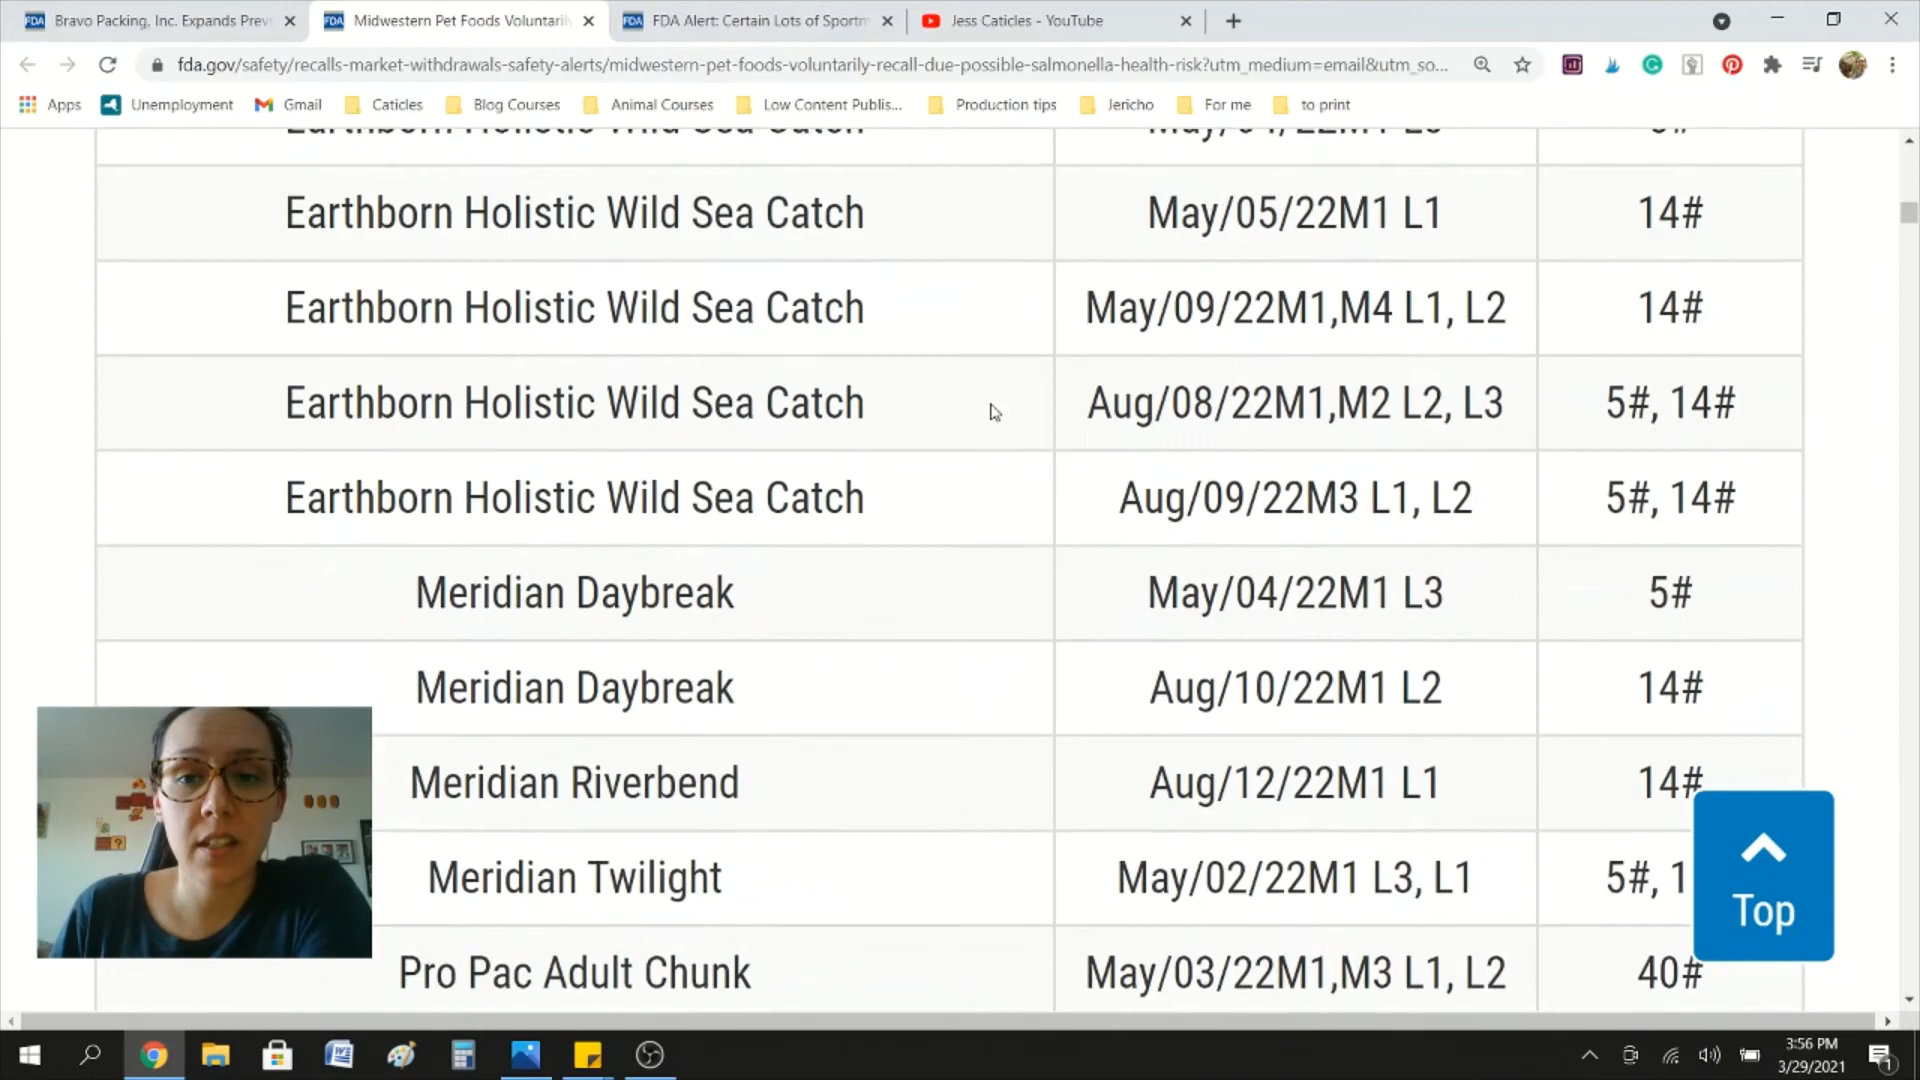 Bravo Packing, Inc. Expands Prev
Midwestern Pet Foods Voluntaril
FDA Alert: Certain Lots of Sportm
Jess Caticles - YouTube
fda.gov/safety/recalls-market-withdrawals-safety-alerts/midwestern-pet-foods-voluntarily-recall-due-possible-salmonella-health-risk?utm_medium=email&utm_so...
Apps Unemployment Gmail Caticles Blog Courses Animal Courses Low Content Publis... Production tips Jericho For me to print
Earthborn Holistic Wild Sea Catch
Earthborn Holistic Wild Sea Catch May/05/22M1 L1 14#
Earthborn Holistic Wild Sea Catch May/09/22M1,M4 L1, L2 14#
Earthborn Holistic Wild Sea Catch Aug/08/22M1,M2 L2, L3 5#, 14#
Earthborn Holistic Wild Sea Catch Aug/09/22M3 L1, L2 5#, 14#
Meridian Daybreak May/04/22M1 L3 5#
Meridian Daybreak Aug/10/22M1 L2 14#
Meridian Riverbend Aug/12/22M1 L1 14#
Meridian Twilight May/02/22M1 L3, L1 5#, 1
Top
Pro Pac Adult Chunk May/03/22M1,M3 L1, L2 40#
3:56 PM
3/29/2021